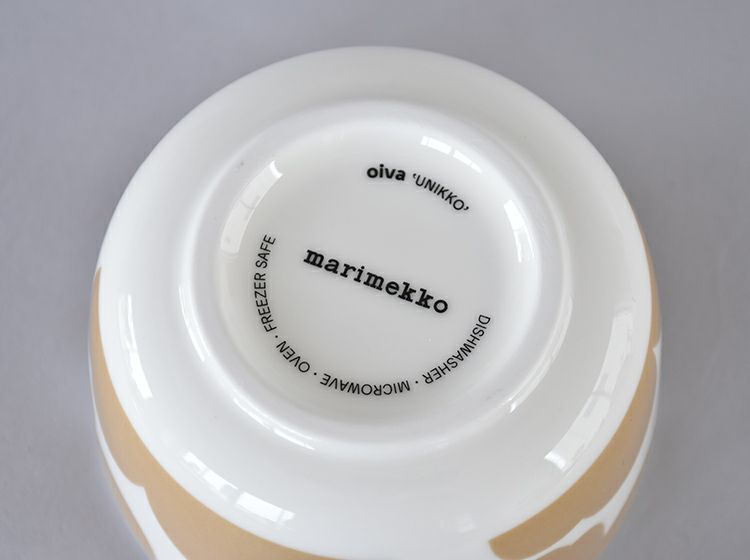 oiva ‘UNIKKO’
marimekko
DISHWASHER · MICROWAVE · OVEN · FREEZER SAFE